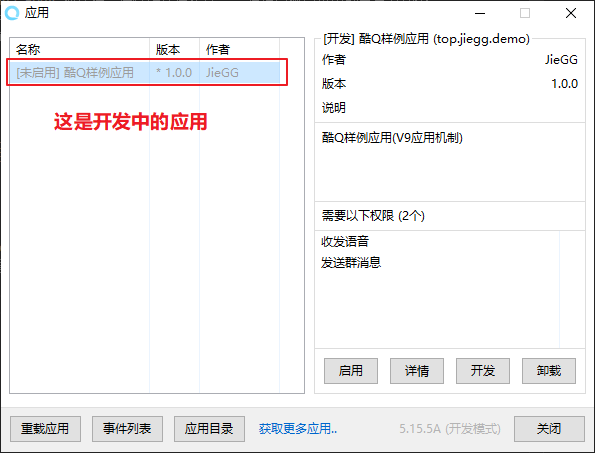 应用
名称 版本 作者
[未启用] 酷Q样例应用 * 1.0.0 JieGG
这是开发中的应用
[开发] 酷Q样例应用 (top.jiegg.demo)
作者 JieGG
版本 1.0.0
说明
酷Q样例应用(V9应用机制)
需要以下权限 (2个)
收发语音
发送群消息
启用 详情 开发 卸载
重载应用 事件列表 应用目录 获取更多应用.. 5.15.5A (开发模式) 关闭